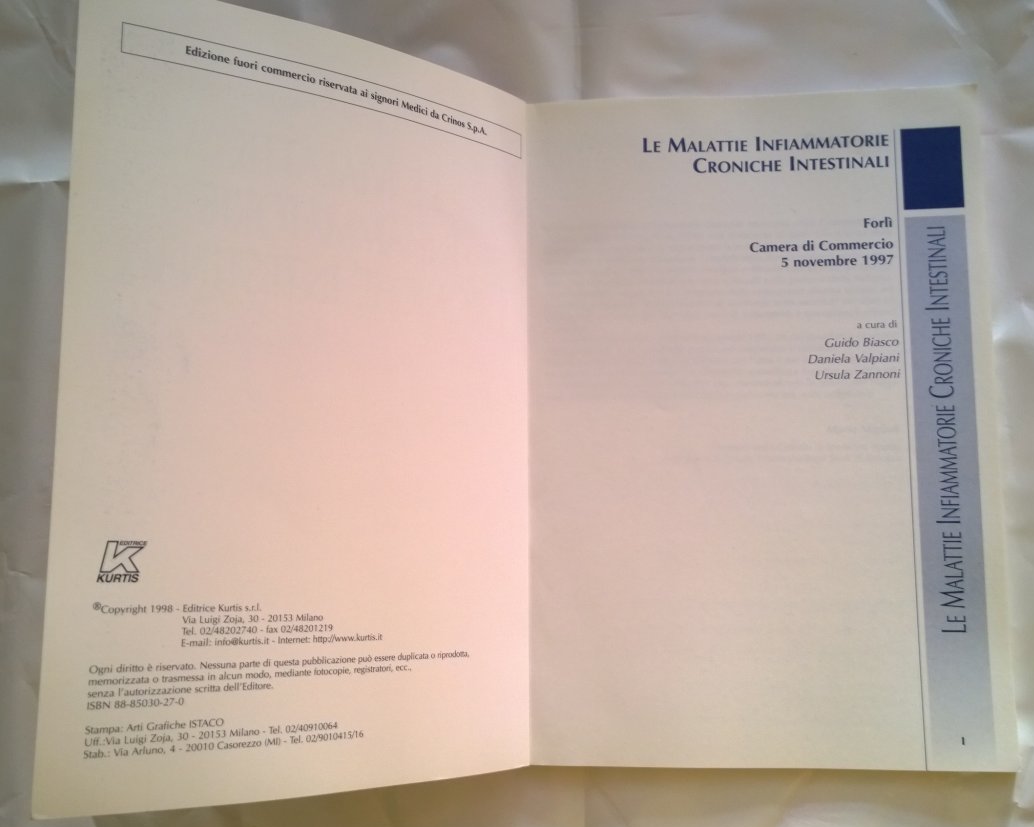 Edizione fuori commercio riservata ai signori Medici da Crinos S.p.A.
EDITRICE
KURTIS
®Copyright 1998 - Editrice Kurtis s.r.l.
Via Luigi Zoja, 30 - 20153 Milano
Tel. 02/48202740 - fax 02/48201219
E-mail: info@kurtis.it - Internet: http://www.kurtis.it
Ogni diritto è riservato. Nessuna parte di questa pubblicazione può essere duplicata o riprodotta,
memorizzata o trasmessa in alcun modo, mediante fotocopie, registratori, ecc.,
senza l'autorizzazione scritta dell'Editore.
ISBN 88-85030-27-0
Stampa: Arti Grafiche ISTACO
Uff.:Via Luigi Zoja, 30 - 20153 Milano - Tel. 02/40910064
Stab.: Via Arluno, 4 - 20010 Casorezzo (MI) - Tel. 02/9010415/16
LE MALATTIE INFIAMMATORIE
CRONICHE INTESTINALI
Forlì
Camera di Commercio
5 novembre 1997
a cura di
Guido Biasco
Daniela Valpiani
Ursula Zannoni
LE MALATTIE INFIAMMATORIE CRONICHE INTESTINALI
1